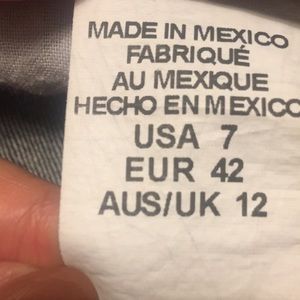 MADE IN MEXICO
FABRIQUÉ
AU MEXIQUE
HECHO EN MEXICO
USA 7
EUR 42
AUS/UK 12